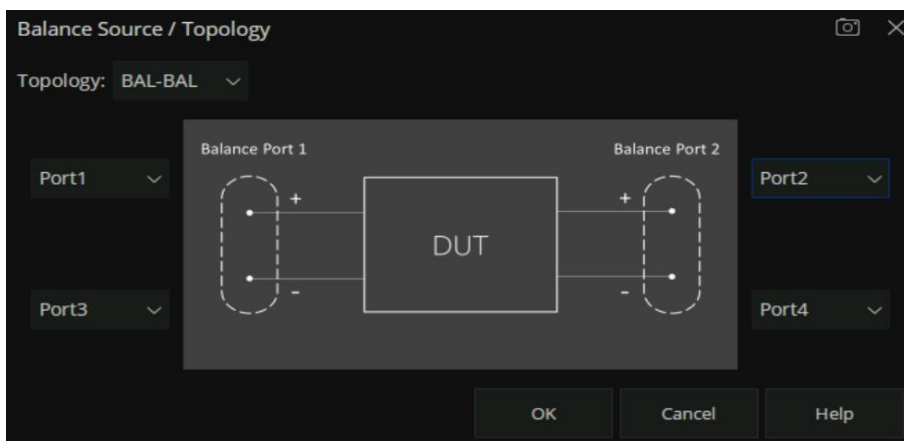 Balance Source / Topology
Topology: BAL-BAL
Balance Port 1
Balance Port 2
Port1
Port2
+
+
DUT
-
-
Port3
Port4
OK
Cancel
Help